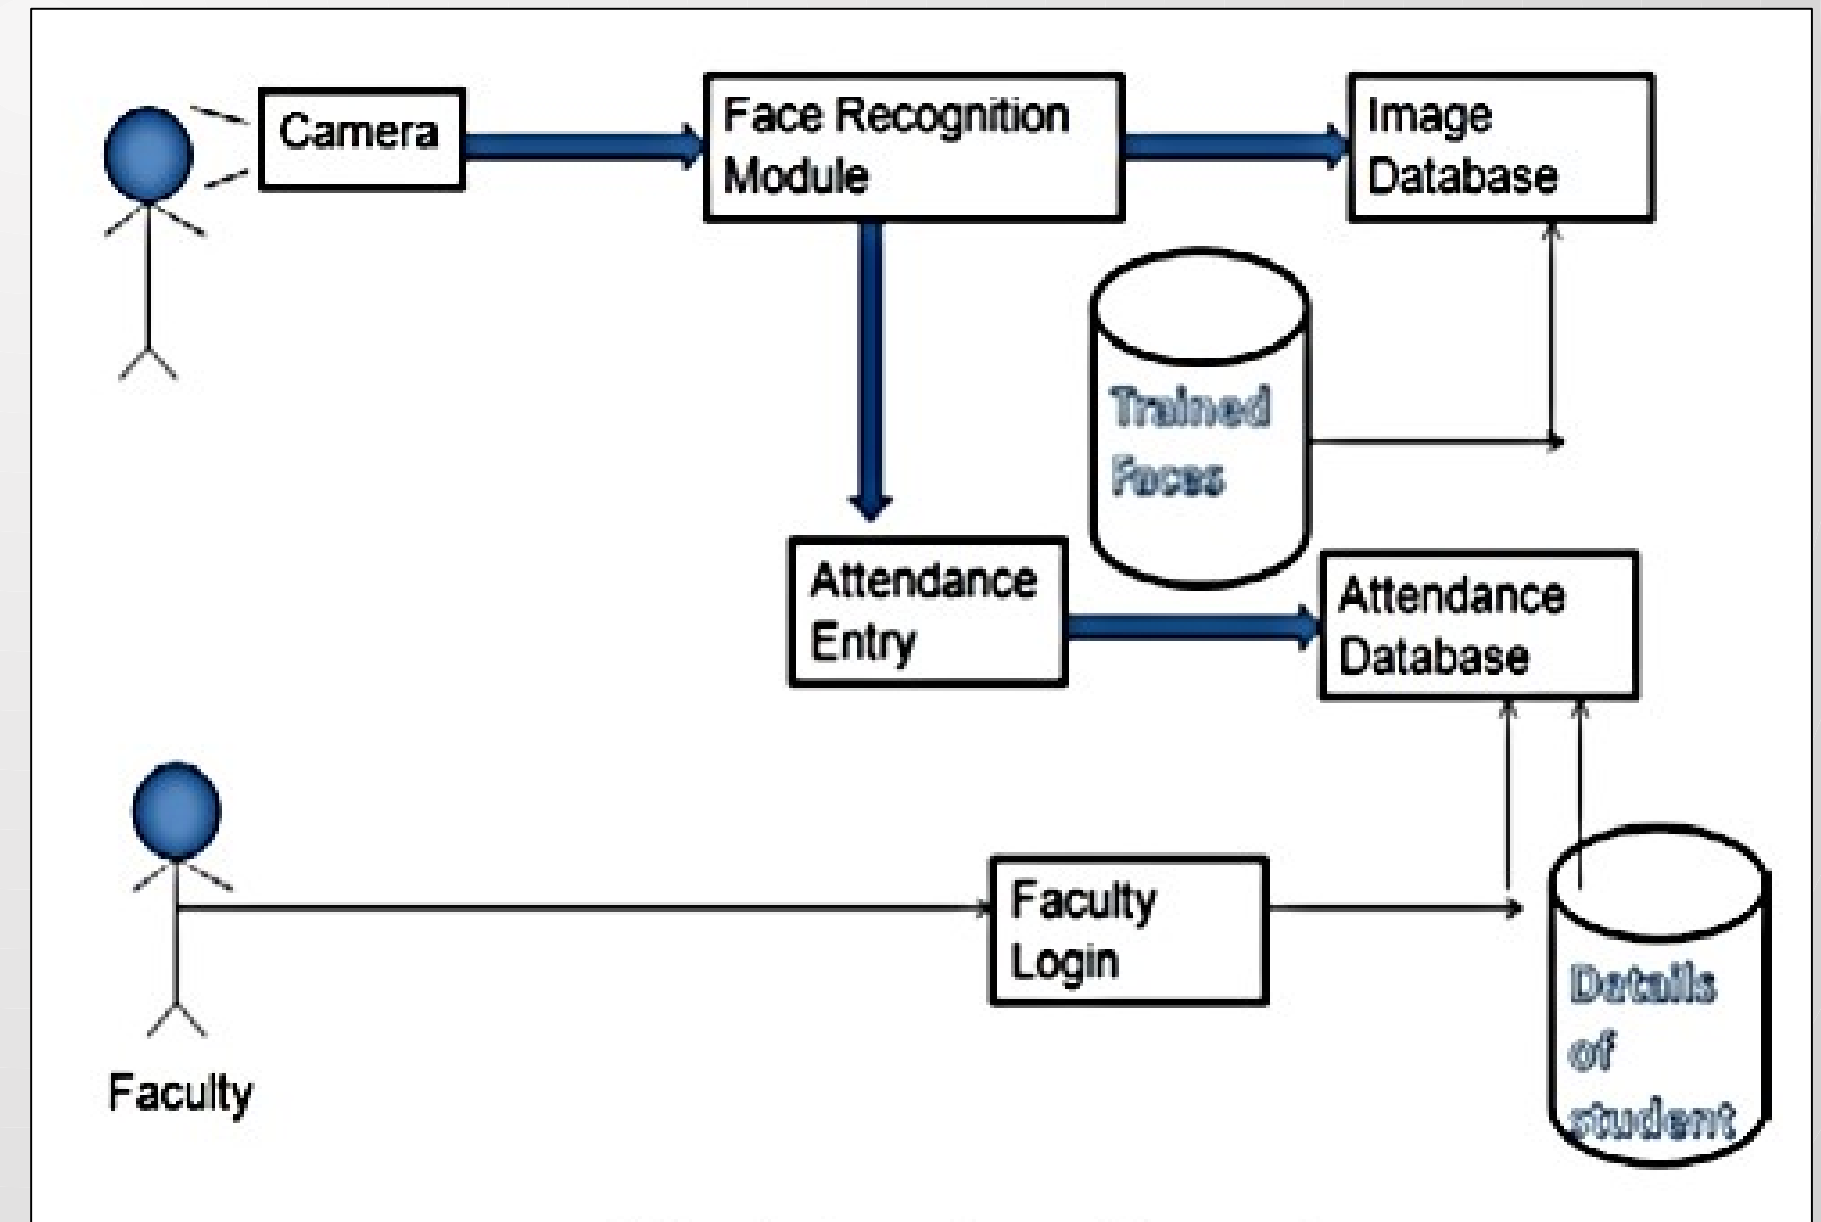 Camera
Face Recognition
Module
Image
Database
Trained
Faces
Attendance
Entry
Attendance
Database
Faculty
Login
Details
of
student
Faculty